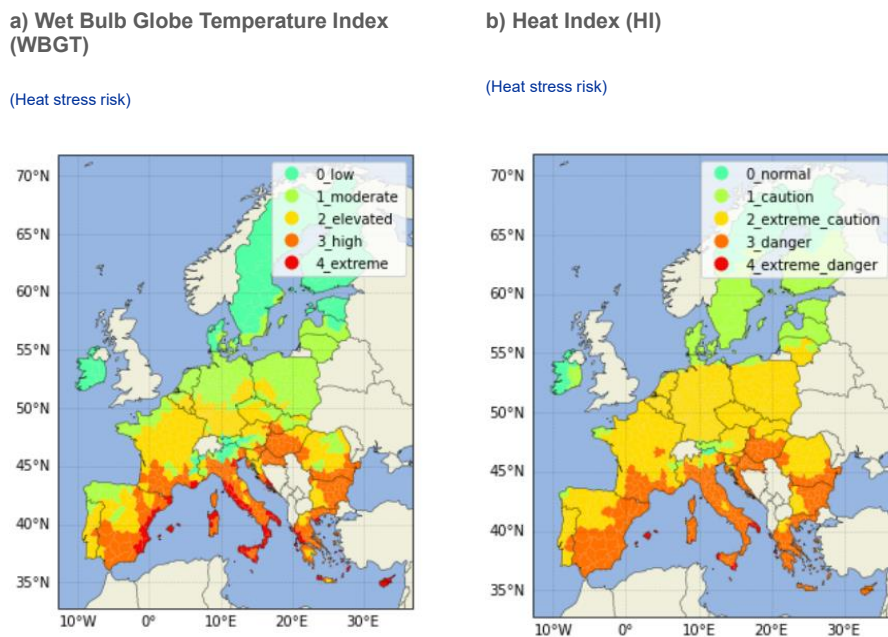 a) Wet Bulb Globe Temperature Index
(WBGT)
(Heat stress risk)
70°N
65°N
60°N
55°N
50°N
45°N
40°N
35°N
10°W
0°
10°E
20°E
30°E
0_low
1_moderate
2_elevated
3_high
4_extreme
b) Heat Index (HI)
(Heat stress risk)
70°N
65°N
60°N
55°N
50°N
45°N
40°N
35°N
10°W
0°
10°E
20°E
30°E
0_normal
1_caution
2_extreme_caution
3_danger
4_extreme_danger